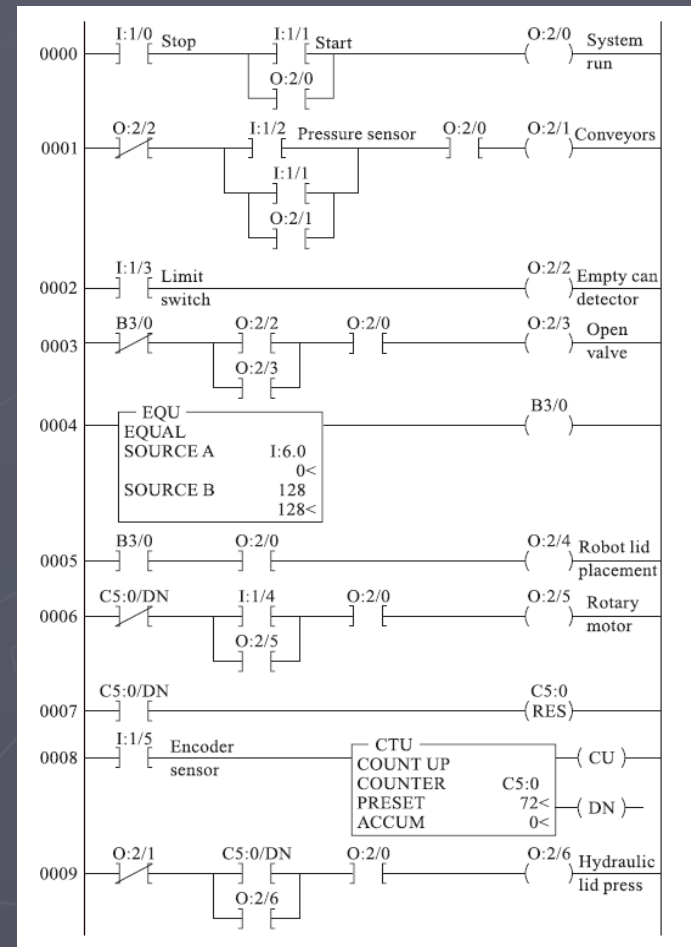 I:1/0 Stop I:1/1 Start O:2/0 System
0000 run
O:2/0
O:2/2 I:1/2 Pressure sensor O:2/0 O:2/1 Conveyors
0001
I:1/1
O:2/1
I:1/3 Limit O:2/2 Empty can
0002 switch detector
B3/0 O:2/2 O:2/0 O:2/3 Open
0003 valve
O:2/3
EQU B3/0
0004 EQUAL
SOURCE A I:6.0
0<
SOURCE B 128
128<
B3/0 O:2/0 O:2/4 Robot lid
0005 placement
C5:0/DN I:1/4 O:2/0 O:2/5 Rotary
0006 motor
O:2/5
C5:0/DN C5:0
0007 RES
I:1/5 Encoder CTU
0008 sensor COUNT UP CU
COUNTER C5:0
PRESET 72< DN
ACCUM 0<
O:2/1 C5:0/DN O:2/0 O:2/6 Hydraulic
0009 lid press
O:2/6